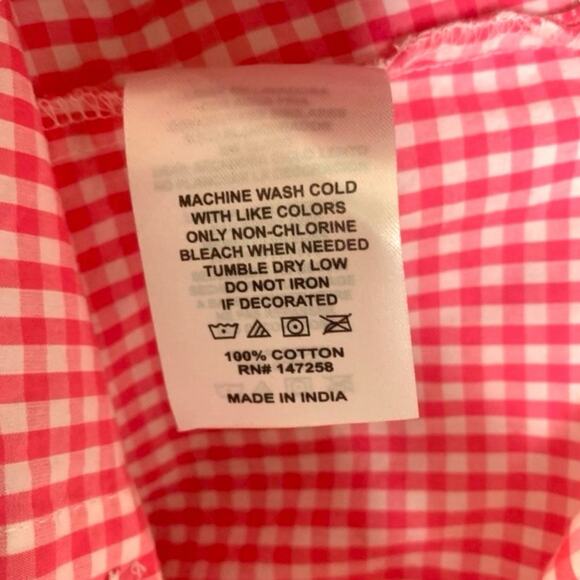 MACHINE WASH COLD
WITH LIKE COLORS
ONLY NON-CHLORINE
BLEACH WHEN NEEDED
TUMBLE DRY LOW
DO NOT IRON
IF DECORATED
100% COTTON
RN# 147258
MADE IN INDIA